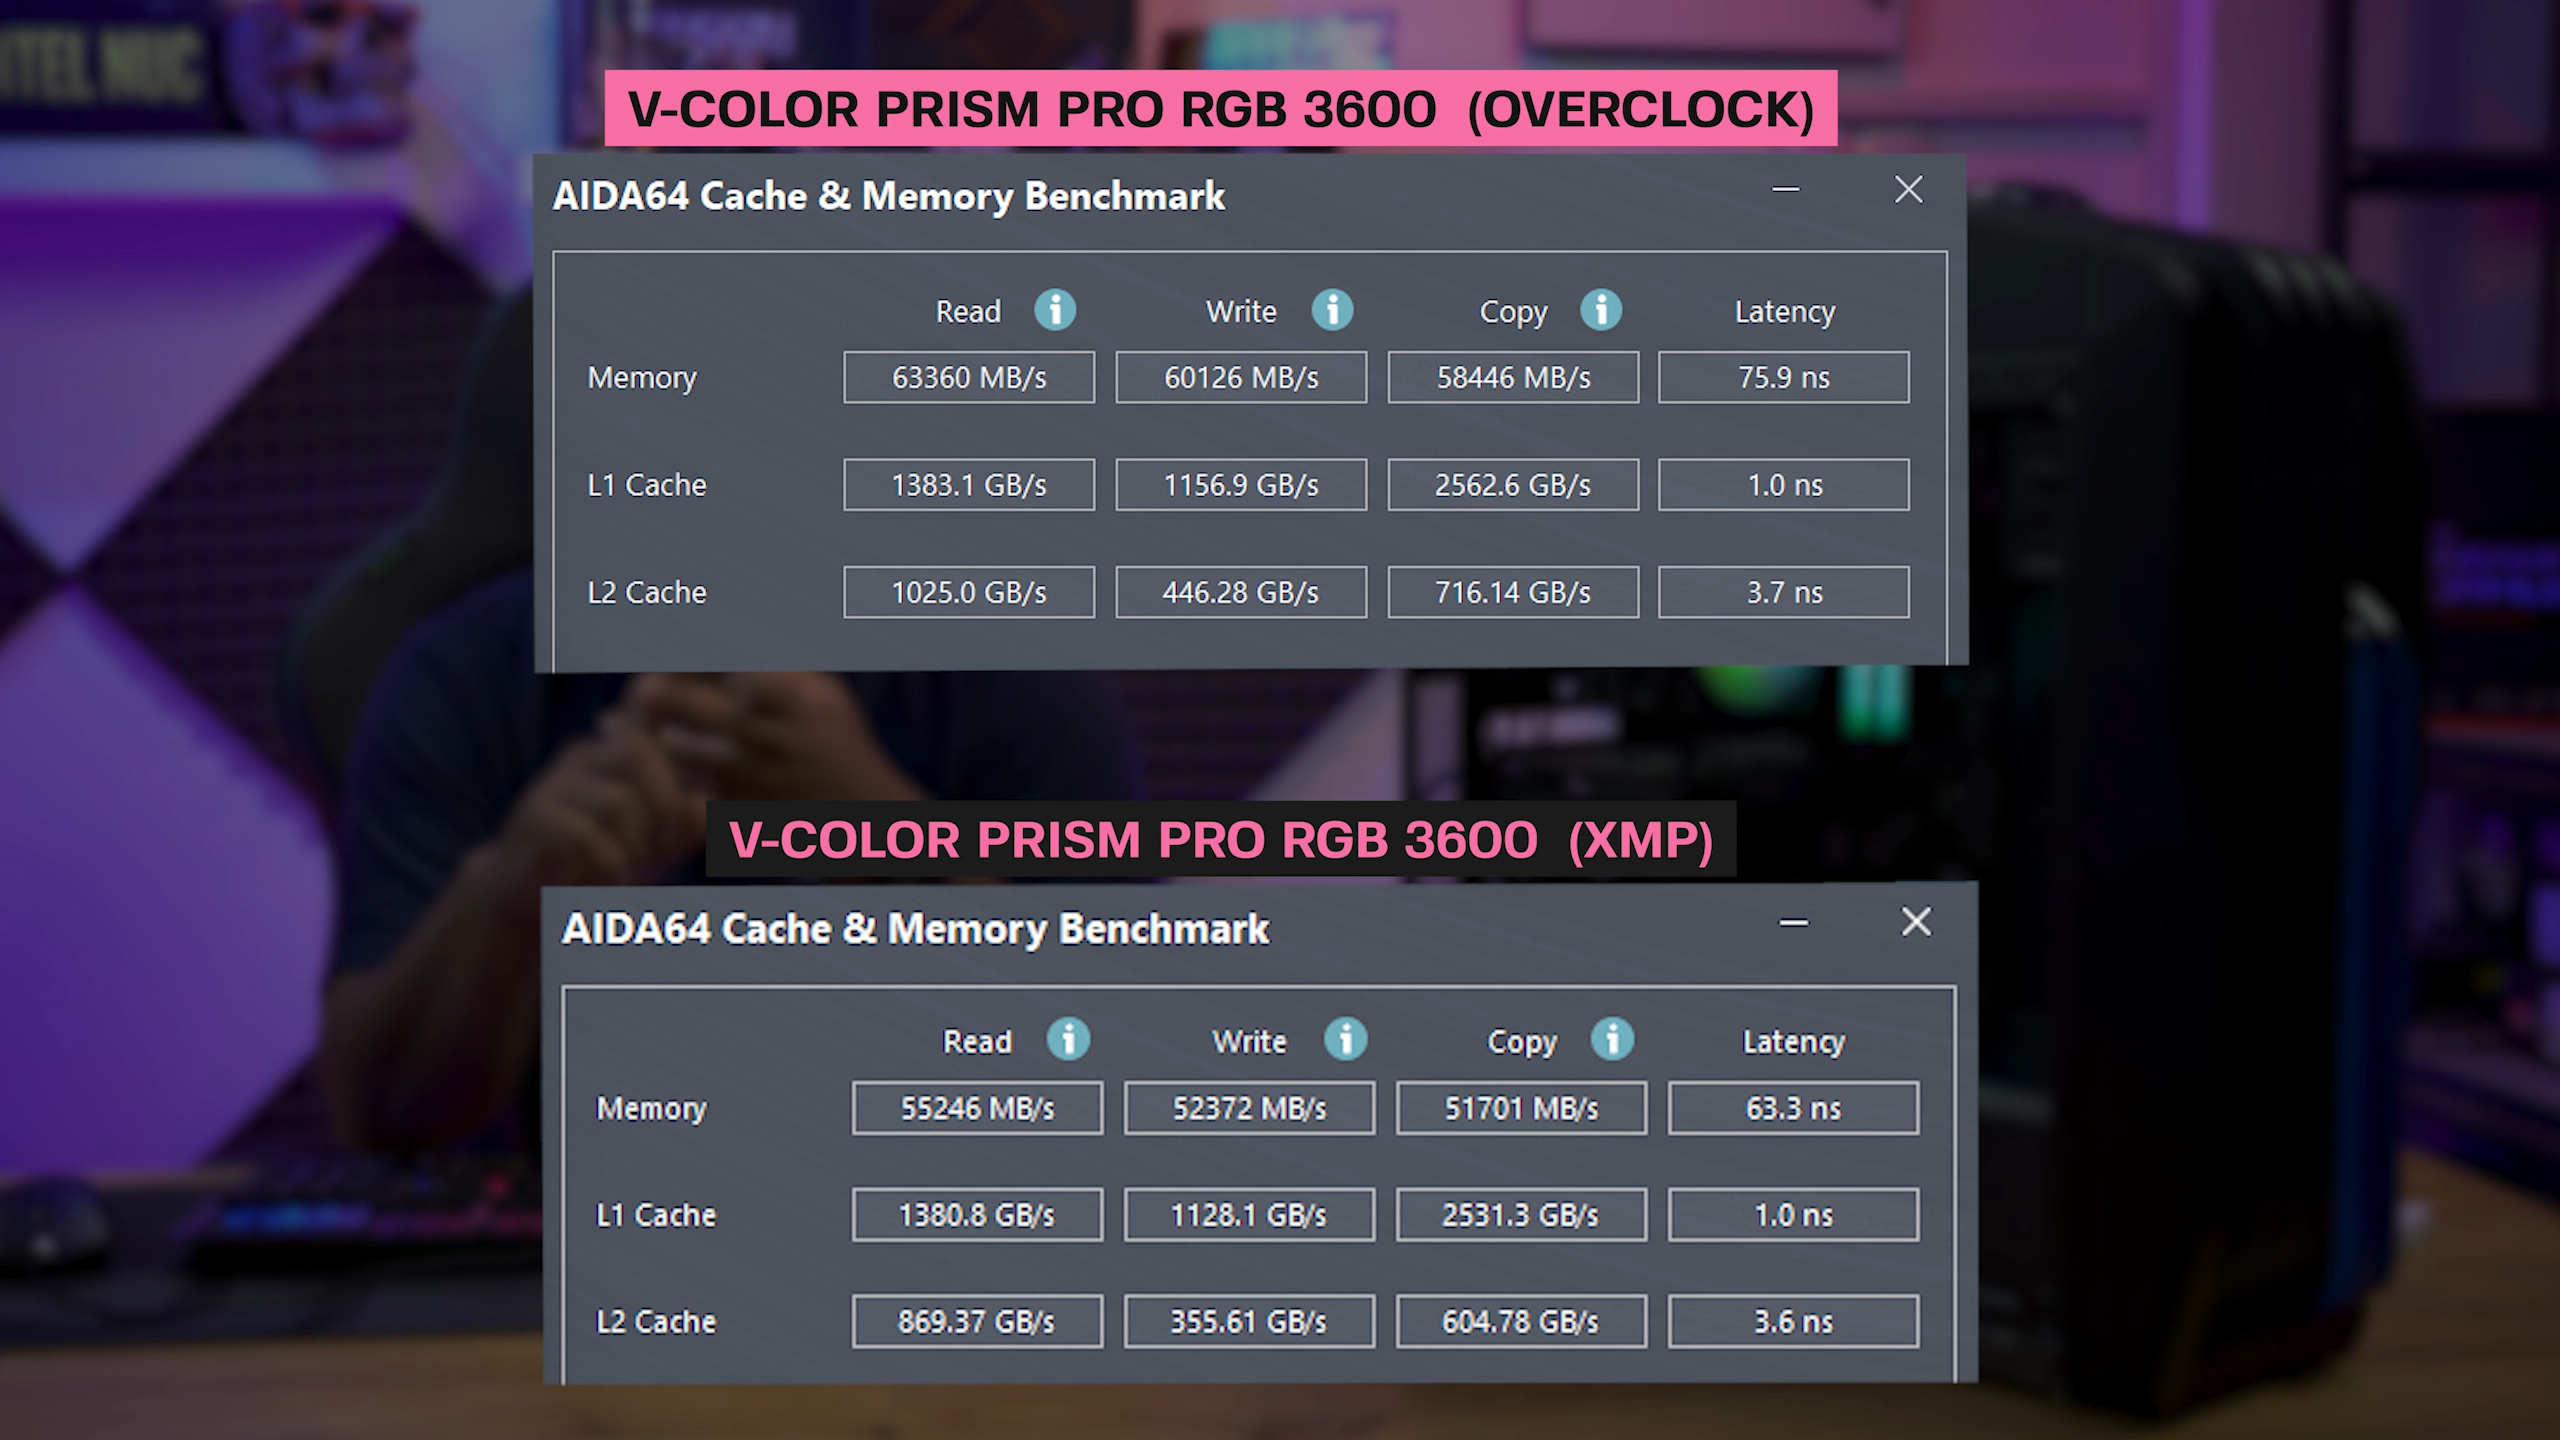 INTEL NUC
V-COLOR PRISM PRO RGB 3600 (OVERCLOCK)
AIDA64 Cache & Memory Benchmark
Read Write Copy Latency
Memory 63360 MB/s 60126 MB/s 58446 MB/s 75.9 ns
L1 Cache 1383.1 GB/s 1156.9 GB/s 2562.6 GB/s 1.0 ns
L2 Cache 1025.0 GB/s 446.28 GB/s 716.14 GB/s 3.7 ns
V-COLOR PRISM PRO RGB 3600 (XMP)
AIDA64 Cache & Memory Benchmark
Read Write Copy Latency
Memory 55246 MB/s 52372 MB/s 51701 MB/s 63.3 ns
L1 Cache 1380.8 GB/s 1128.1 GB/s 2531.3 GB/s 1.0 ns
L2 Cache 869.37 GB/s 355.61 GB/s 604.78 GB/s 3.6 ns